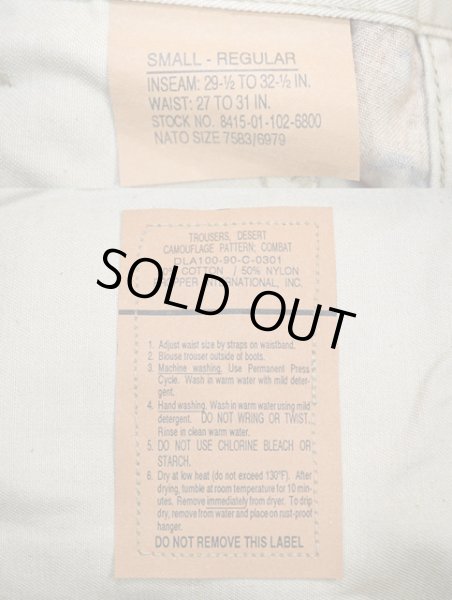 SMALL - REGULAR
INSEAM: 29-½ TO 32-½ IN.
WAIST: 27 TO 31 IN.
STOCK NO. 8415-01-102-6800
NATO SIZE 7583/6979
TROUSERS, DESERT
CAMOUFLAGE PATTERN; COMBAT
DLA100-90-C-0301
COTTON / 50% NYLON
INTERNATIONAL, INC.
SOLD OUT
1. Adjust waist size by straps on waistband.
2. Blouse trouser outside of boots.
3. Machine washing. Use Permanent Press
Cycle. Wash in warm water with mild deter-
gent.
4. Hand washing. Wash in warm water using mild
detergent. DO NOT WRING OR TWIST.
Rinse in clean warm water.
5. DO NOT USE CHLORINE BLEACH OR
STARCH.
6. Dry at low heat (do not exceed 130°F). After
drying, tumble at room temperature for 10 min-
utes. Remove immediately from dryer. To drip
dry, remove from water and place on rust-proof
hanger.
DO NOT REMOVE THIS LABEL